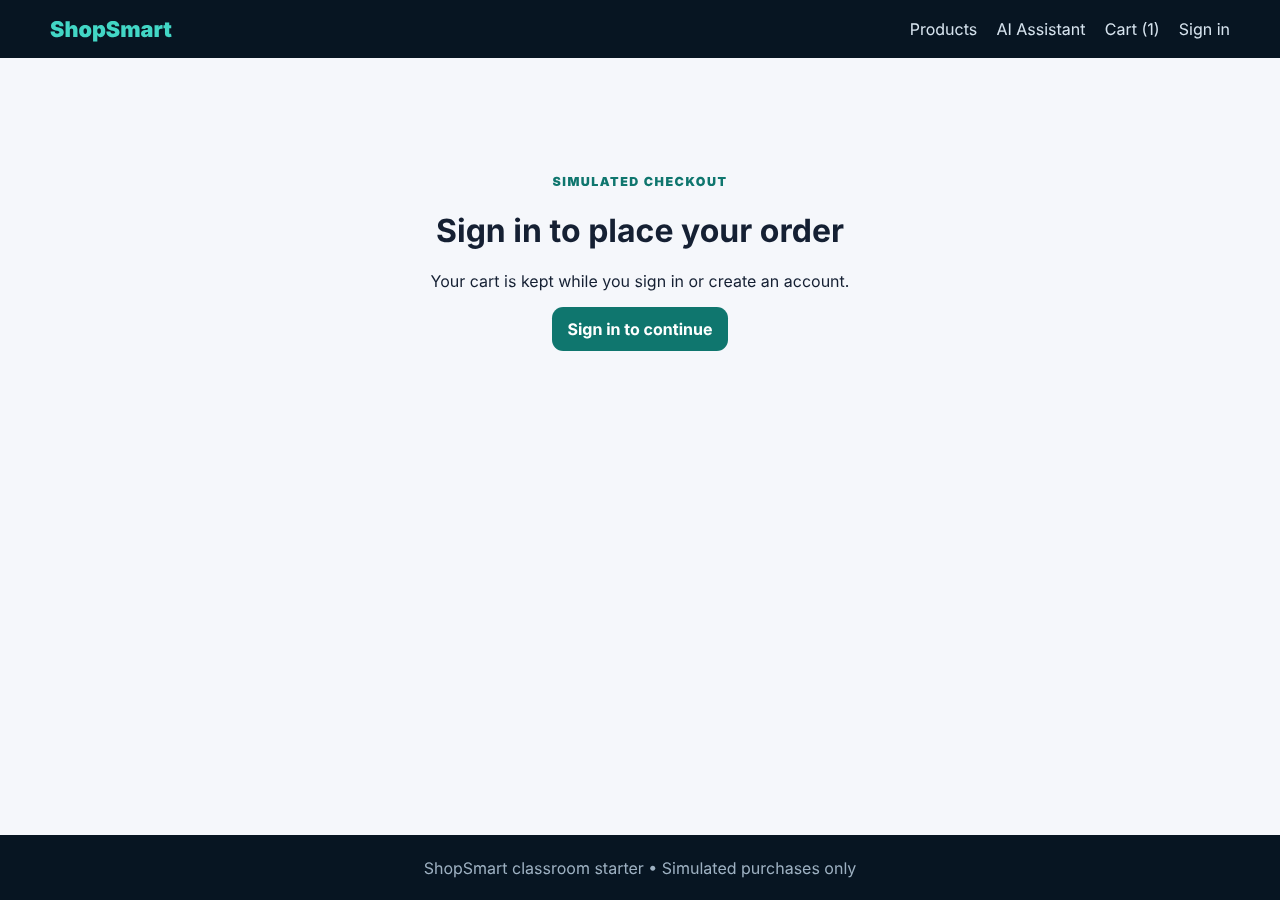 ShopSmart
Products AI Assistant Cart (1) Sign in
SIMULATED CHECKOUT
Sign in to place your order
Your cart is kept while you sign in or create an account.
Sign in to continue
ShopSmart classroom starter • Simulated purchases only